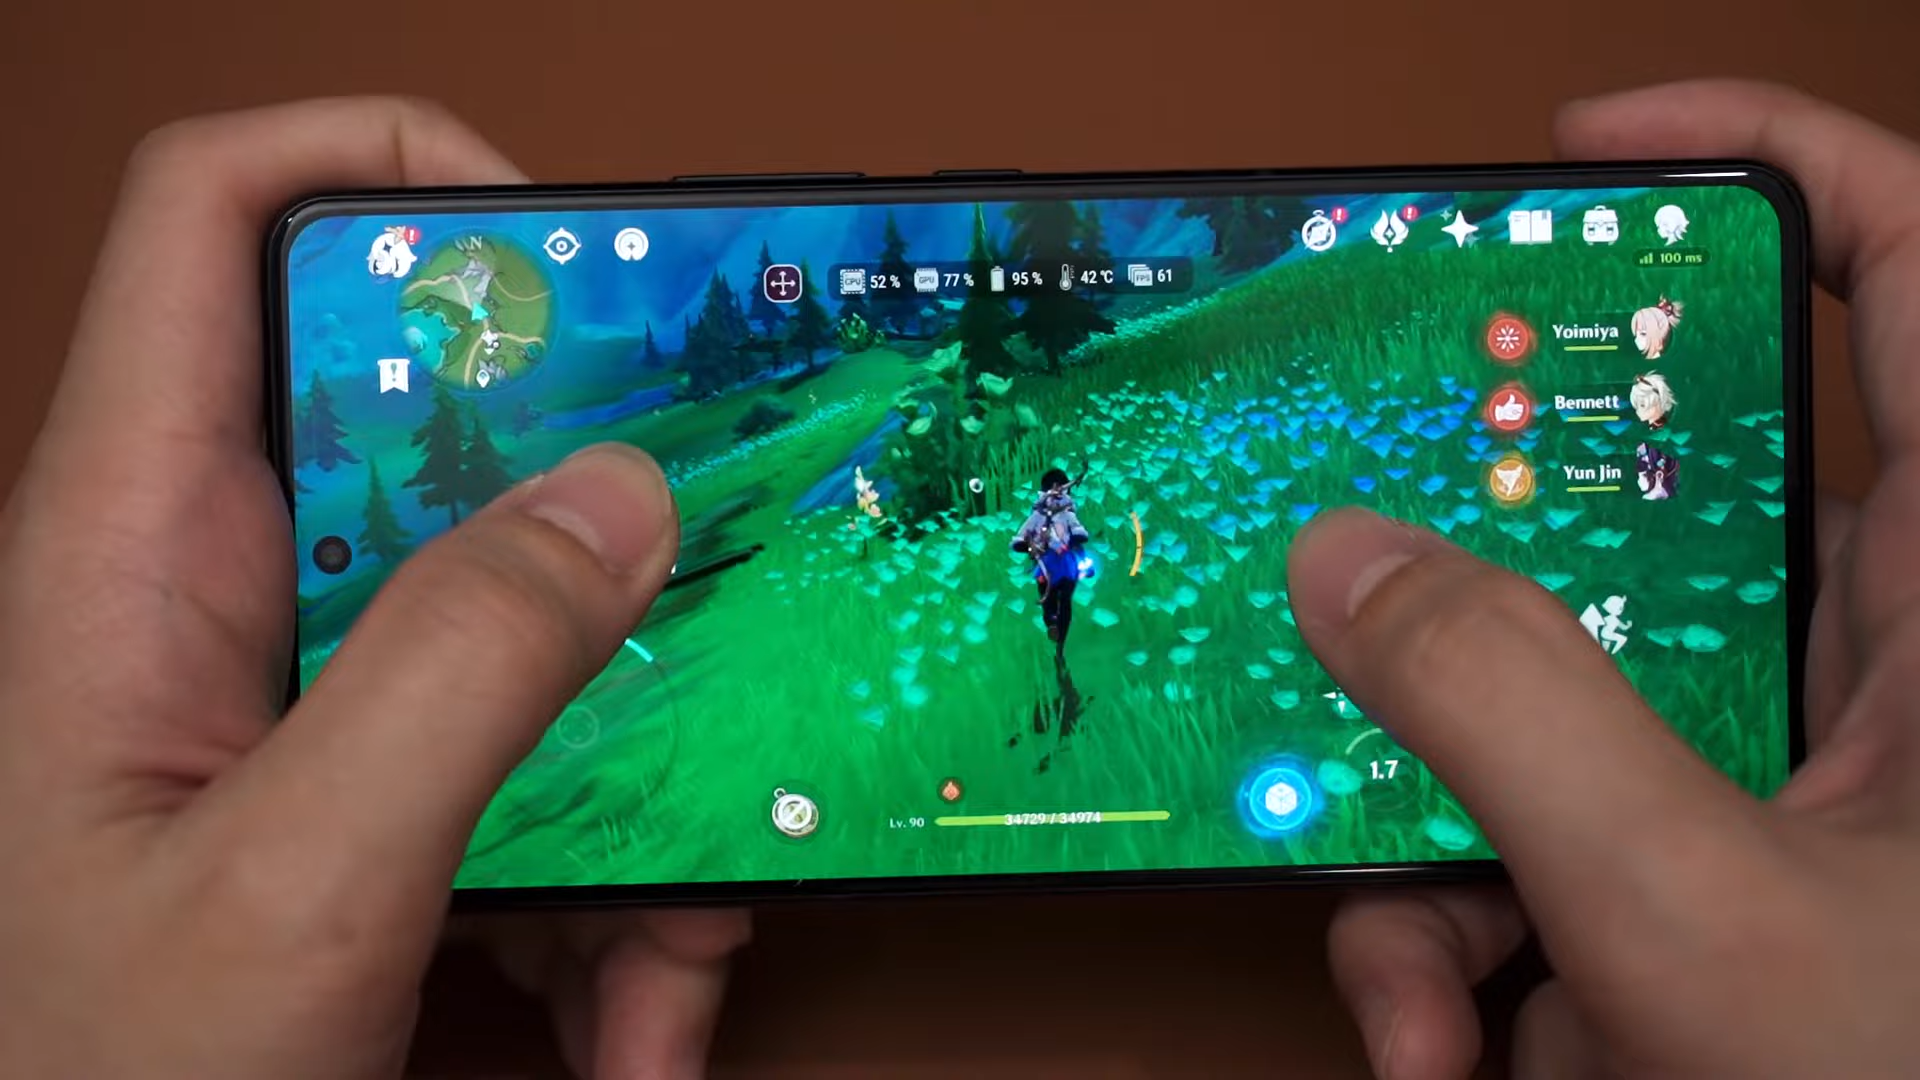 N
CPU 52 % GPU 77 % 95 % 42 ℃ FPS 61
100 ms
Yoimiya
Bennett
Yun Jin
1.7
Lv. 90
34729 / 34974